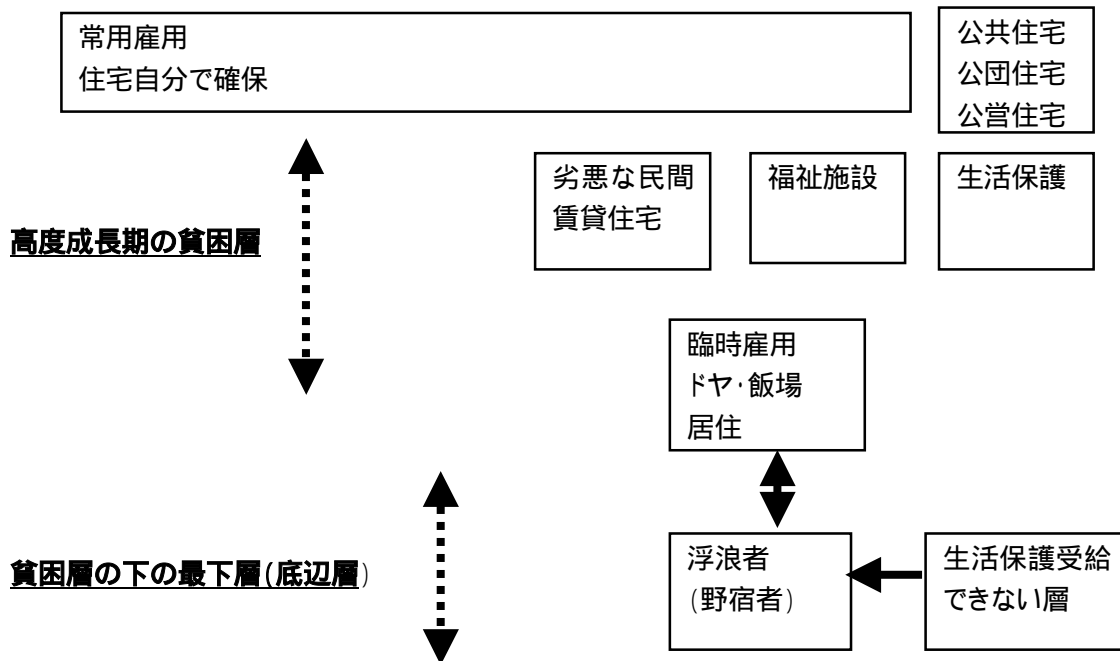 常用雇用
住宅自分で確保
公共住宅
公団住宅
公営住宅
劣悪な民間
賃貸住宅
福祉施設
生活保護
高度成長期の貧困層
臨時雇用
ドヤ・飯場
居住
貧困層の下の最下層(底辺層)
浮浪者
(野宿者)
生活保護受給
できない層